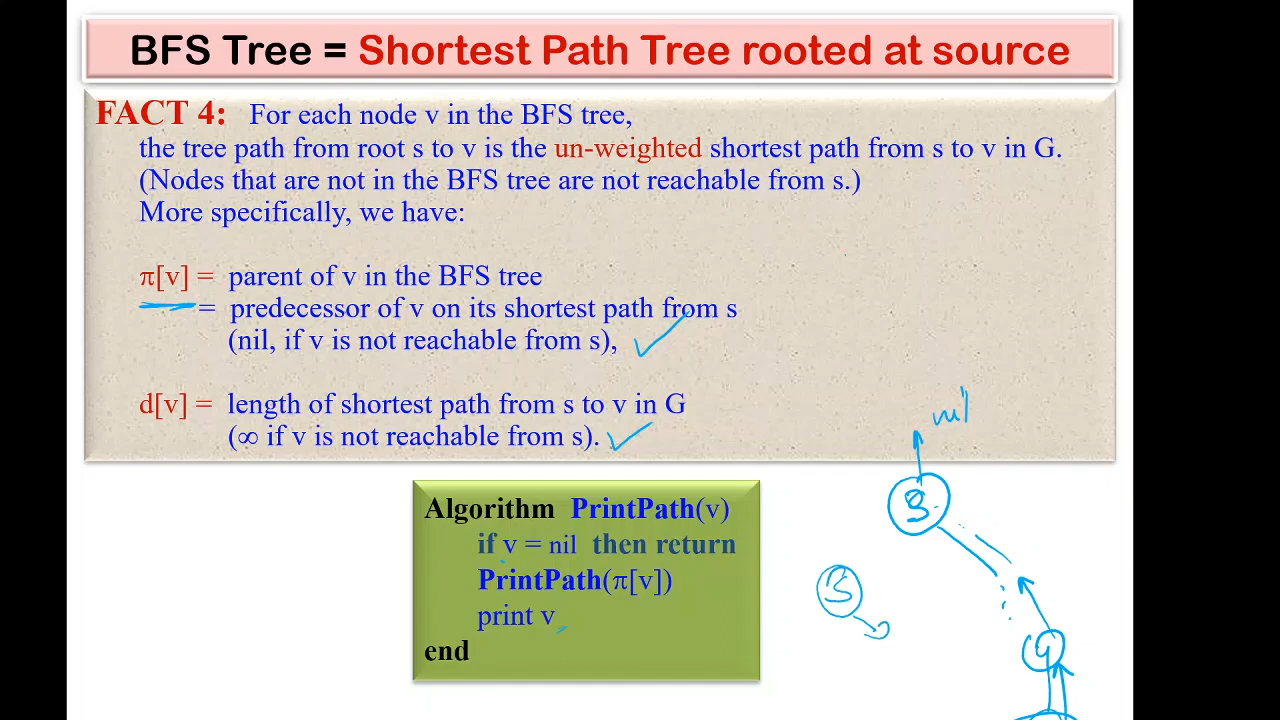 BFS Tree = Shortest Path Tree rooted at source
FACT 4: For each node v in the BFS tree,
the tree path from root s to v is the un-weighted shortest path from s to v in G.
(Nodes that are not in the BFS tree are not reachable from s.)
More specifically, we have:
π[v] = parent of v in the BFS tree
= predecessor of v on its shortest path from s
(nil, if v is not reachable from s),
d[v] = length of shortest path from s to v in G
(∞ if v is not reachable from s).
nil
Algorithm PrintPath(v)
if v = nil then return
PrintPath(π[v])
print v
end
S